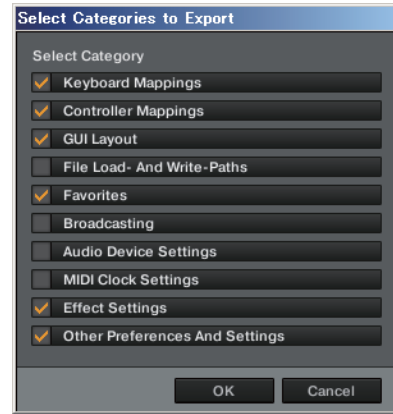 Select Categories to Export
Select Category
Keyboard Mappings
Controller Mappings
GUI Layout
File Load- And Write-Paths
Favorites
Broadcasting
Audio Device Settings
MIDI Clock Settings
Effect Settings
Other Preferences And Settings
OK Cancel